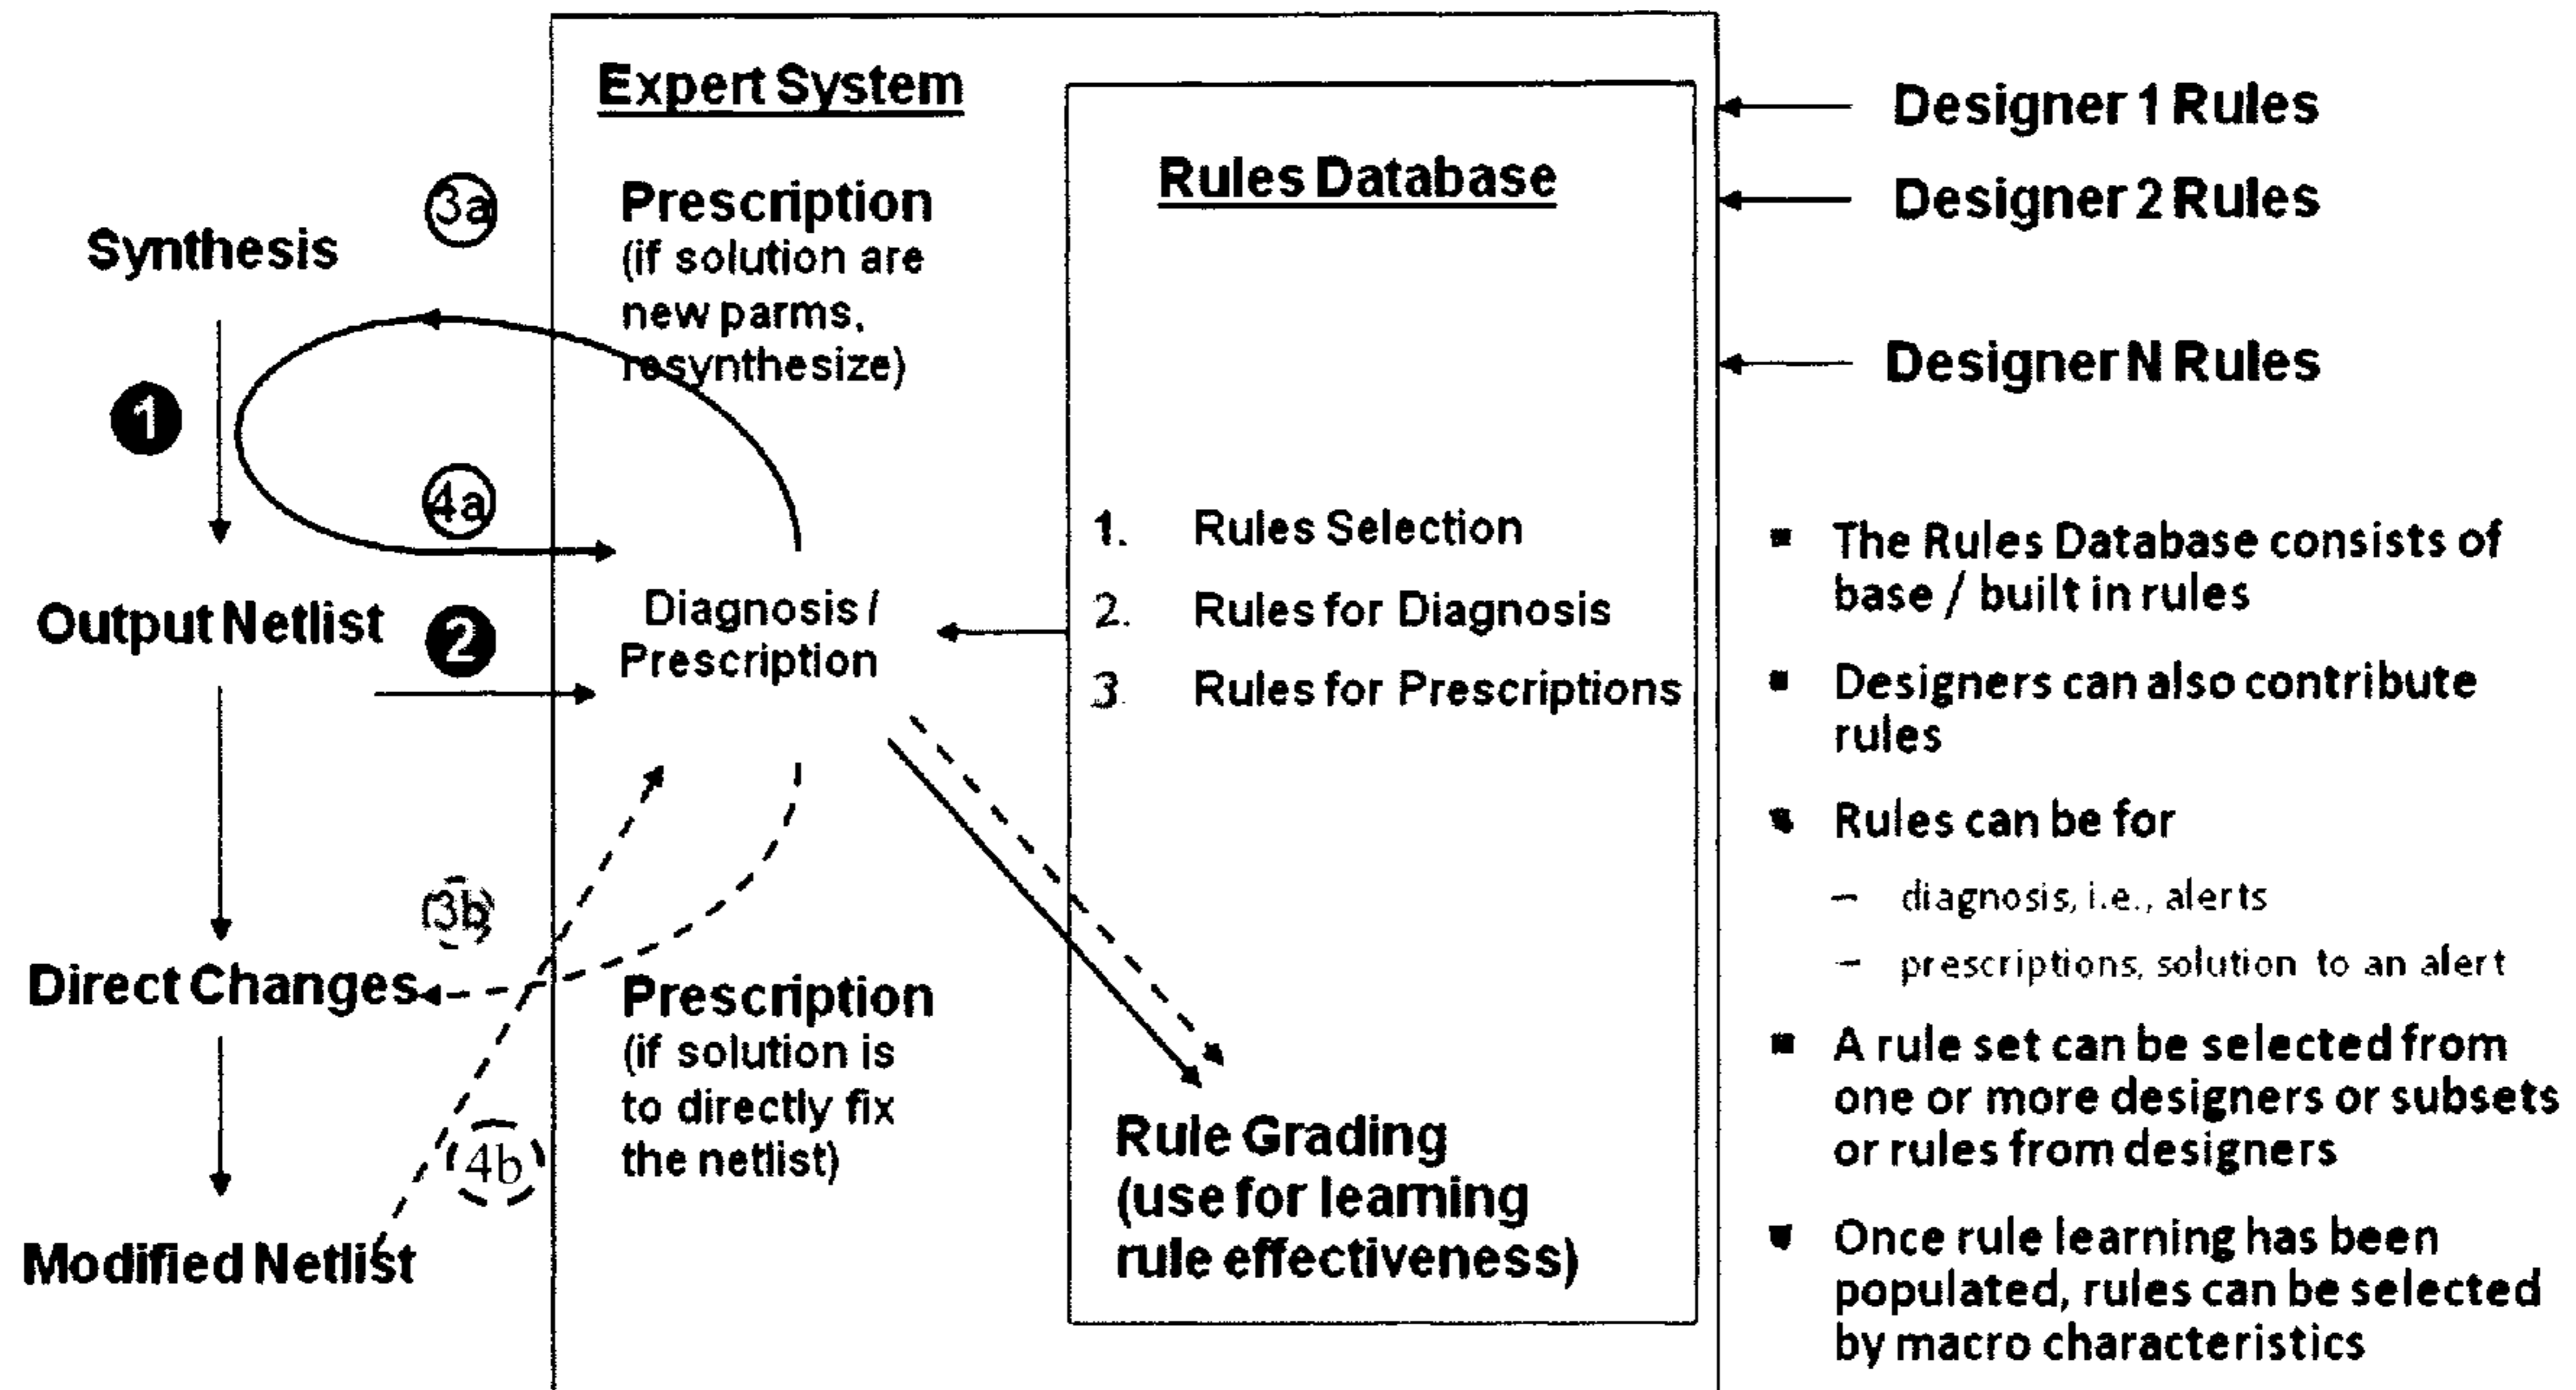 Expert System
3a
Synthesis
1
4a
Output Netlist
2
Direct Changes
3b
4b
Modified Netlist
Prescription
(if solution are
new parms,
resynthesize)
Diagnosis /
Prescription
Prescription
(if solution is
to directly fix
the netlist)
Rules Database
1. Rules Selection
2. Rules for Diagnosis
3. Rules for Prescriptions
Rule Grading
(use for learning
rule effectiveness)
Designer 1 Rules
Designer 2 Rules
Designer N Rules
▪ The Rules Database consists of
base / built in rules
▪ Designers can also contribute
rules
▪ Rules can be for
– diagnosis, i.e., alerts
– prescriptions, solution to an alert
▪ A rule set can be selected from
one or more designers or subsets
or rules from designers
▪ Once rule learning has been
populated, rules can be selected
by macro characteristics